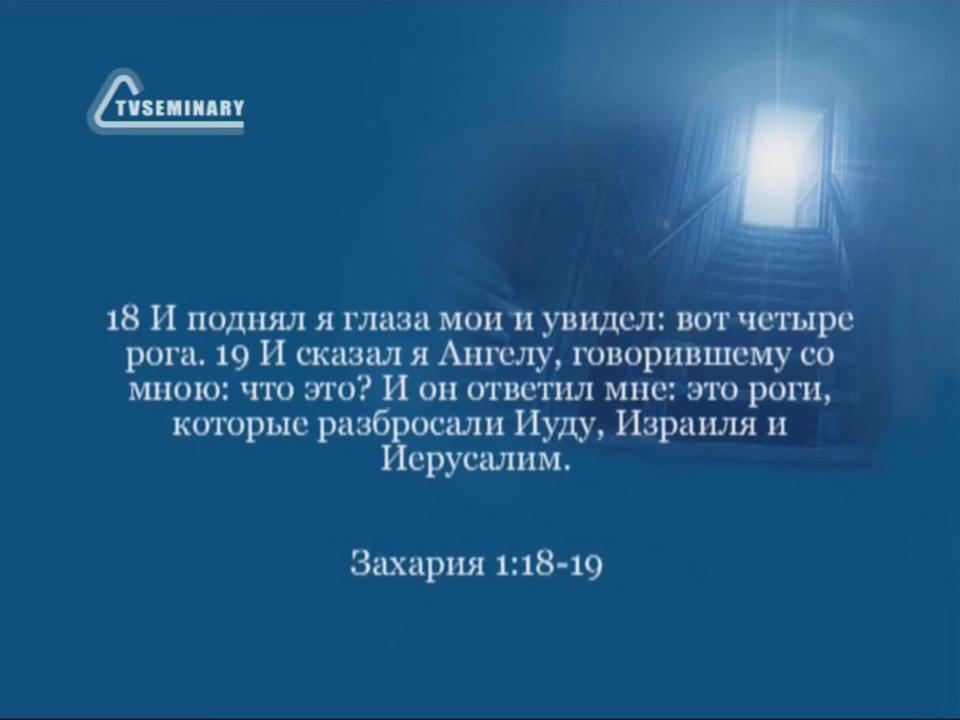 TVSEMINARY
18 И поднял я глаза мои и увидел: вот четыре
рога. 19 И сказал я Ангелу, говорившему со
мною: что это? И он ответил мне: это роги,
которые разбросали Иуду, Израиля и
Иерусалим.
Захария 1:18-19